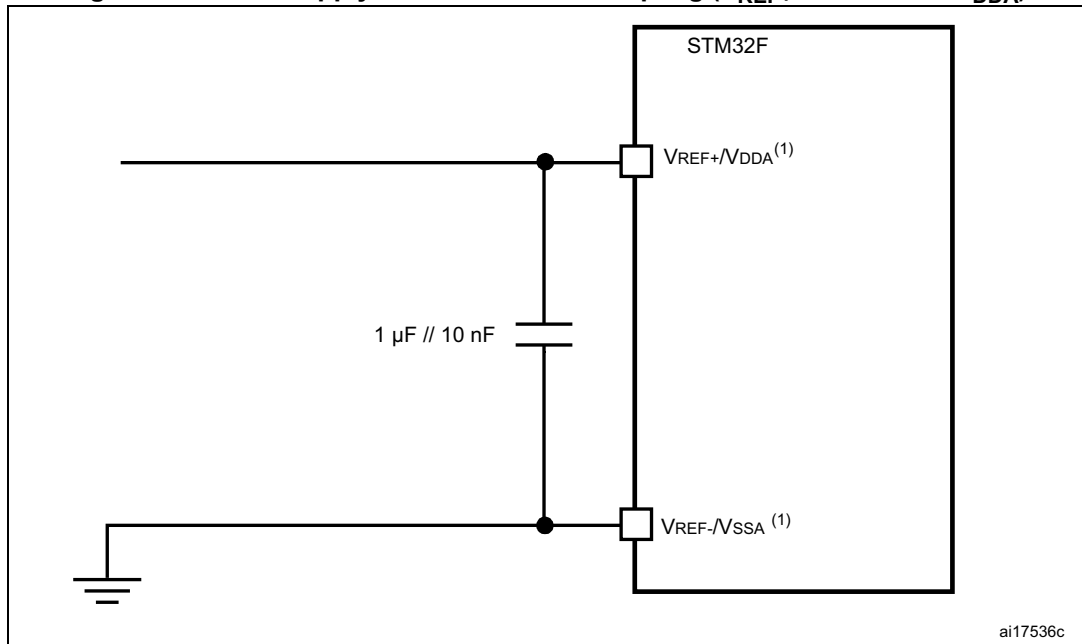 STM32F
VREF+/VDDA(1)
1 µF // 10 nF
VREF-/VSSA (1)
ai17536c